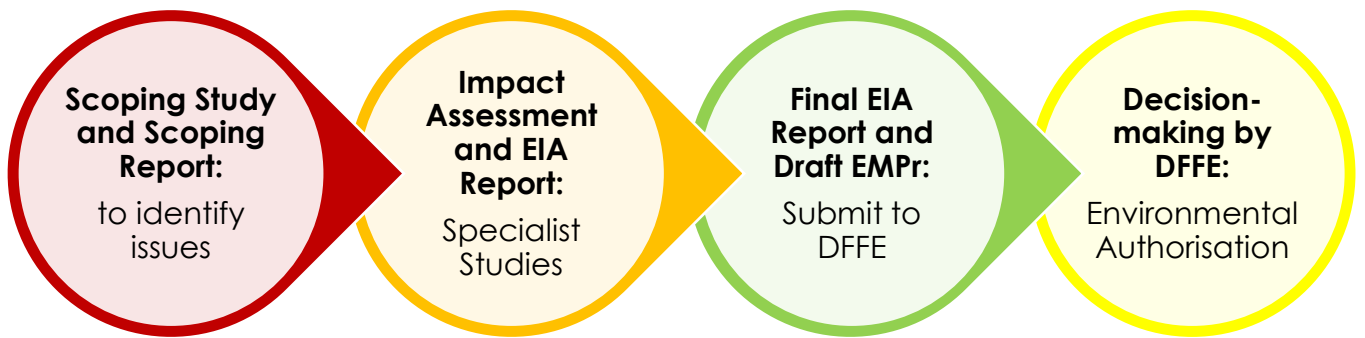 Scoping Study
and Scoping
Report:
to identify
issues
Impact
Assessment
and EIA
Report:
Specialist
Studies
Final EIA
Report and
Draft EMPr:
Submit to
DFFE
Decision-
making by
DFFE:
Environmental
Authorisation